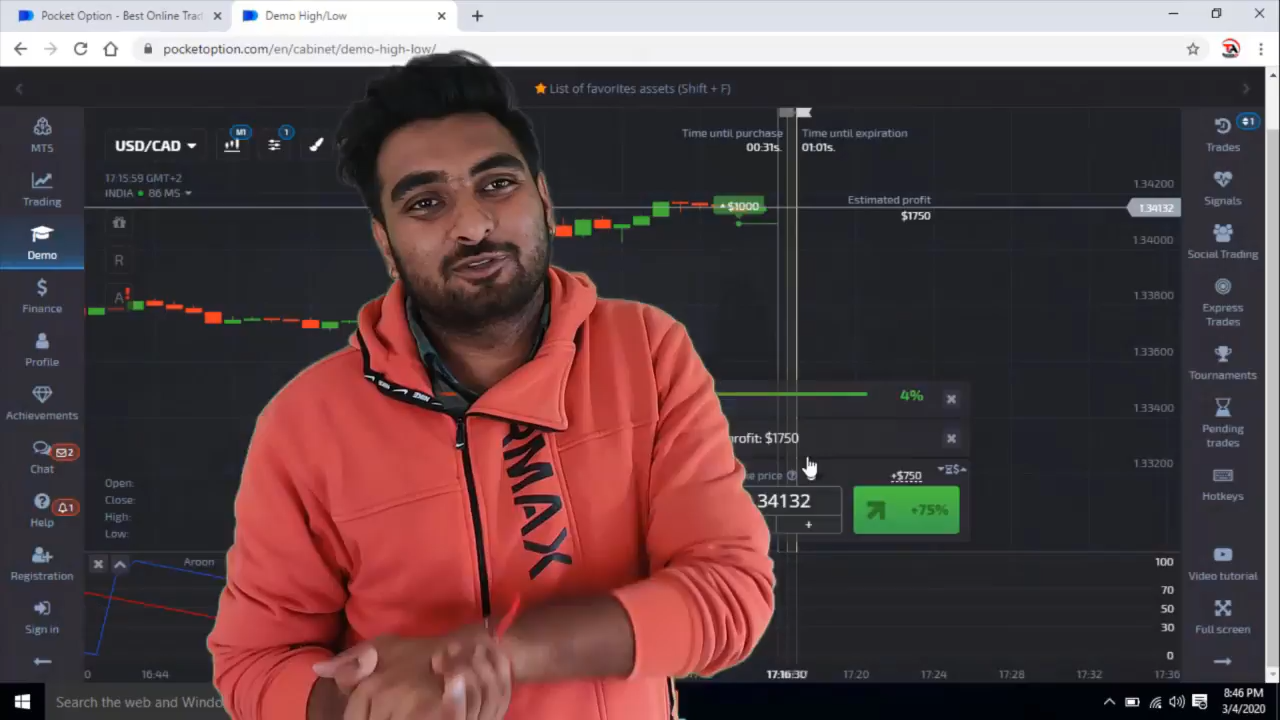 Pocket Option - Best Online Trad
Demo High/Low
pocketoption.com/en/cabinet/demo-high-low/
List of favorites assets (Shift + F)
MTS
Trading
Demo
Finance
Profile
Achievements
Chat
2
Help
1
Registration
Sign in
USD/CAD
M1
1
17:15:59 GMT+2
INDIA 86 MS
R
A
Time until purchase
00:31s.
Time until expiration
01:01s.
$1000
Estimated profit
$1750
1.34200
1.34132
1.34000
1.33800
1.33600
1.33400
1.33200
4%
profit: $1750
price
+$750
34132
+
+75%
RMAX
Open:
Close:
High:
Low:
Aroon
100
70
50
30
0
0
16:44
17:16:30
17:20
17:24
17:28
17:32
17:36
1
Trades
Signals
Social Trading
Express
Trades
Tournaments
Pending
trades
Hotkeys
Video tutorial
Full screen
Search the web and Windo
8:46 PM
3/4/2020